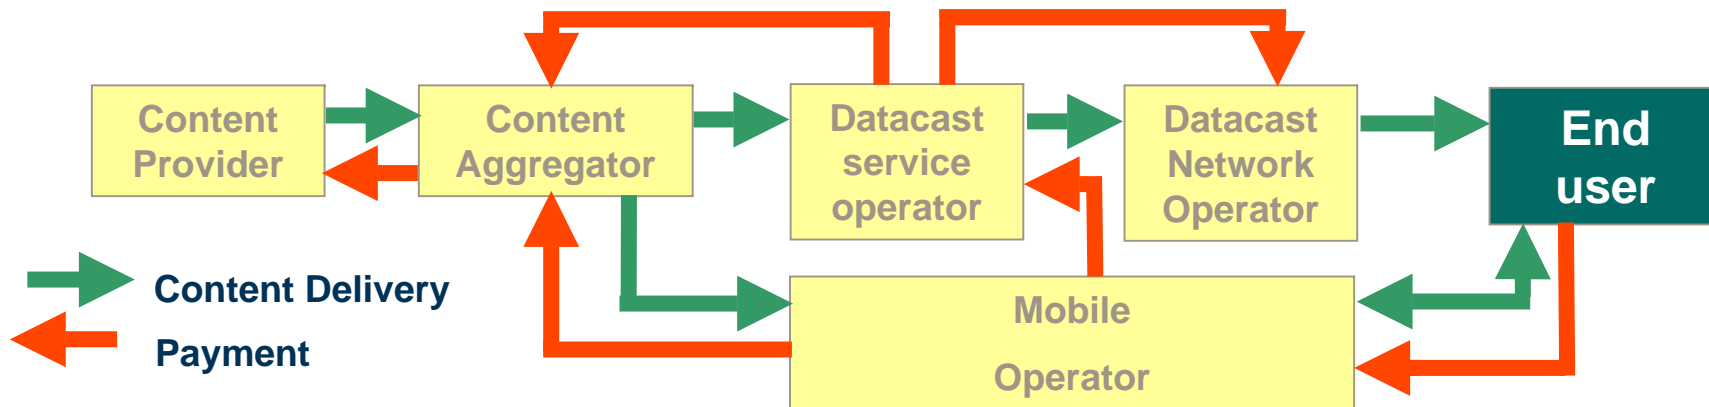 Content
Provider
Content
Aggregator
Datacast
service
operator
Datacast
Network
Operator
End
user
Content Delivery
Payment
Mobile
Operator